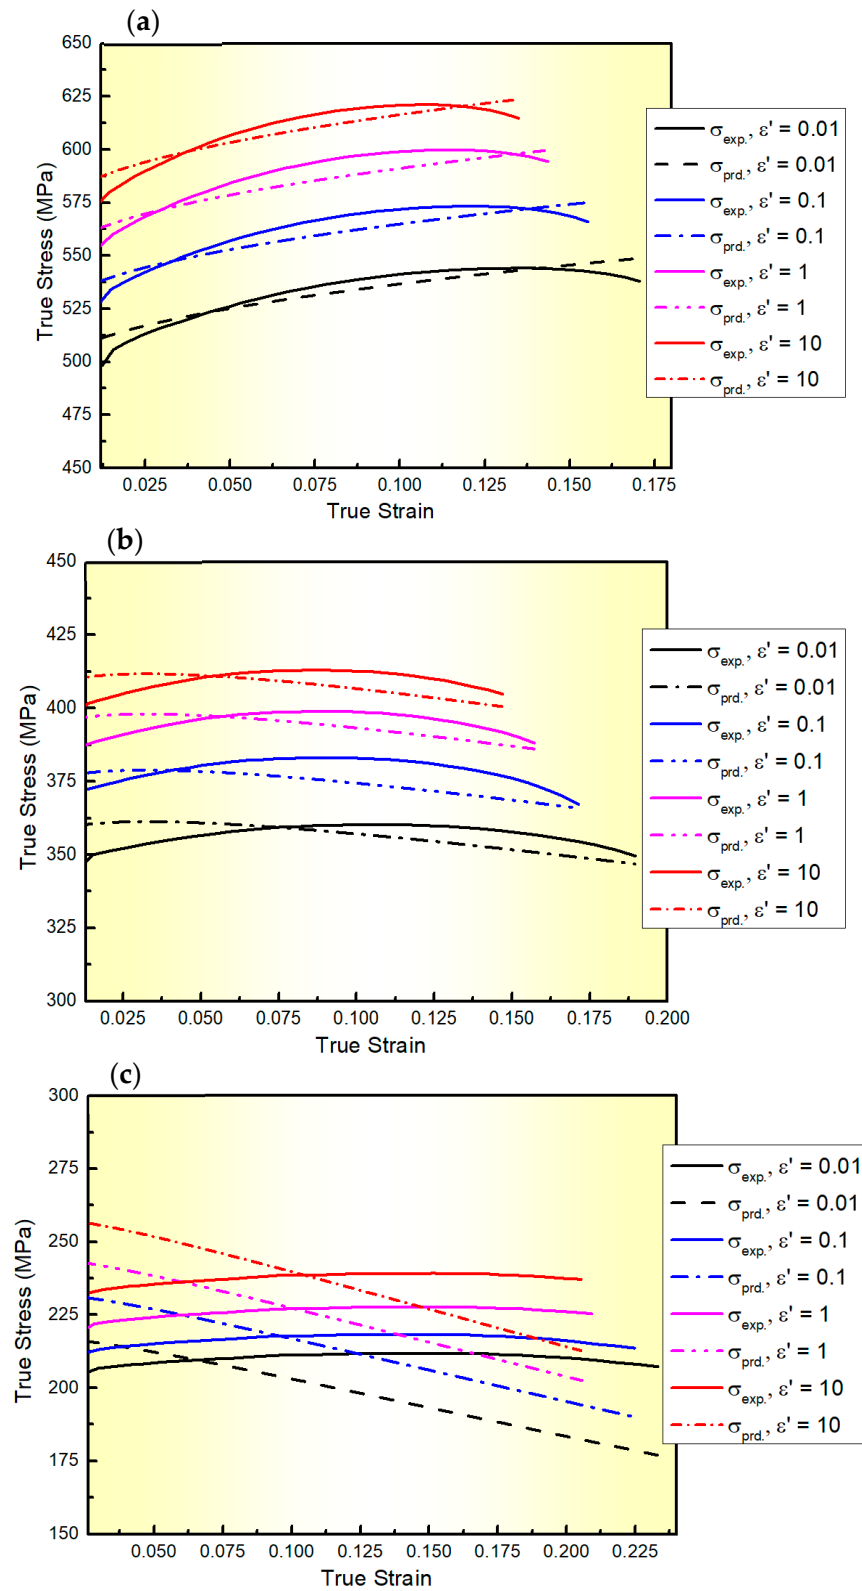 (a)
650
625
600
575
550
525
500
475
450
True Stress (MPa)
0.025 0.050 0.075 0.100 0.125 0.150 0.175
True Strain
σexp., ε' = 0.01
σprd., ε' = 0.01
σexp., ε' = 0.1
σprd., ε' = 0.1
σexp., ε' = 1
σprd., ε' = 1
σexp., ε' = 10
σprd., ε' = 10
(b)
450
425
400
375
350
325
300
True Stress (MPa)
0.025 0.050 0.075 0.100 0.125 0.150 0.175 0.200
True Strain
σexp., ε' = 0.01
σprd., ε' = 0.01
σexp., ε' = 0.1
σprd., ε' = 0.1
σexp., ε' = 1
σprd., ε' = 1
σexp., ε' = 10
σprd., ε' = 10
(c)
300
275
250
225
200
175
150
True Stress (MPa)
0.050 0.075 0.100 0.125 0.150 0.175 0.200 0.225
True Strain
σexp., ε' = 0.01
σprd., ε' = 0.01
σexp., ε' = 0.1
σprd., ε' = 0.1
σexp., ε' = 1
σprd., ε' = 1
σexp., ε' = 10
σprd., ε' = 10